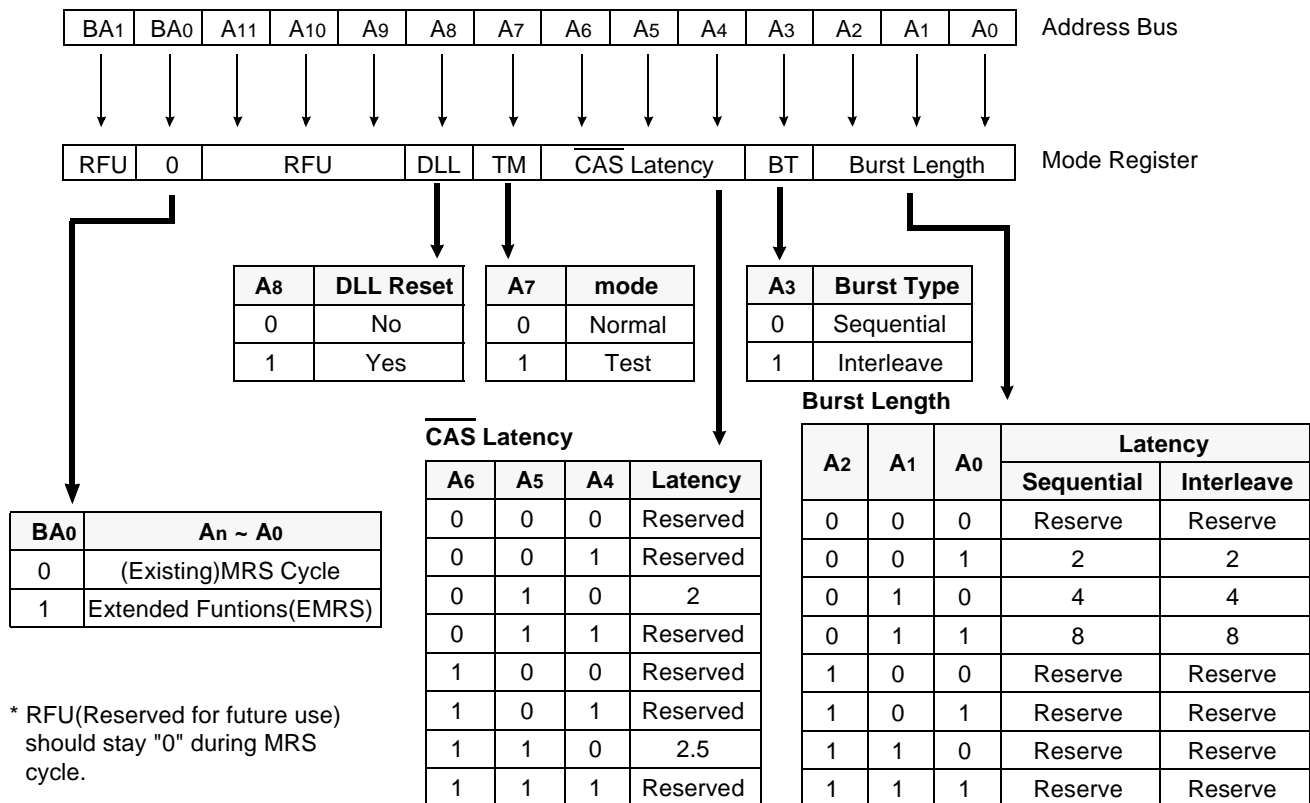 BA1 BA0 A11 A10 A9 A8 A7 A6 A5 A4 A3 A2 A1 A0 Address Bus
RFU 0 RFU DLL TM CAS Latency BT Burst Length Mode Register
A8 DLL Reset
0 No
1 Yes
A7 mode
0 Normal
1 Test
A3 Burst Type
0 Sequential
1 Interleave
BA0 An ~ A0
0 (Existing)MRS Cycle
1 Extended Funtions(EMRS)
* RFU(Reserved for future use)
should stay "0" during MRS
cycle.
CAS Latency
A6 A5 A4 Latency
0 0 0 Reserved
0 0 1 Reserved
0 1 0 2
0 1 1 Reserved
1 0 0 Reserved
1 0 1 Reserved
1 1 0 2.5
1 1 1 Reserved
Burst Length
A2 A1 A0 Latency
Sequential Interleave
0 0 0 Reserve Reserve
0 0 1 2 2
0 1 0 4 4
0 1 1 8 8
1 0 0 Reserve Reserve
1 0 1 Reserve Reserve
1 1 0 Reserve Reserve
1 1 1 Reserve Reserve